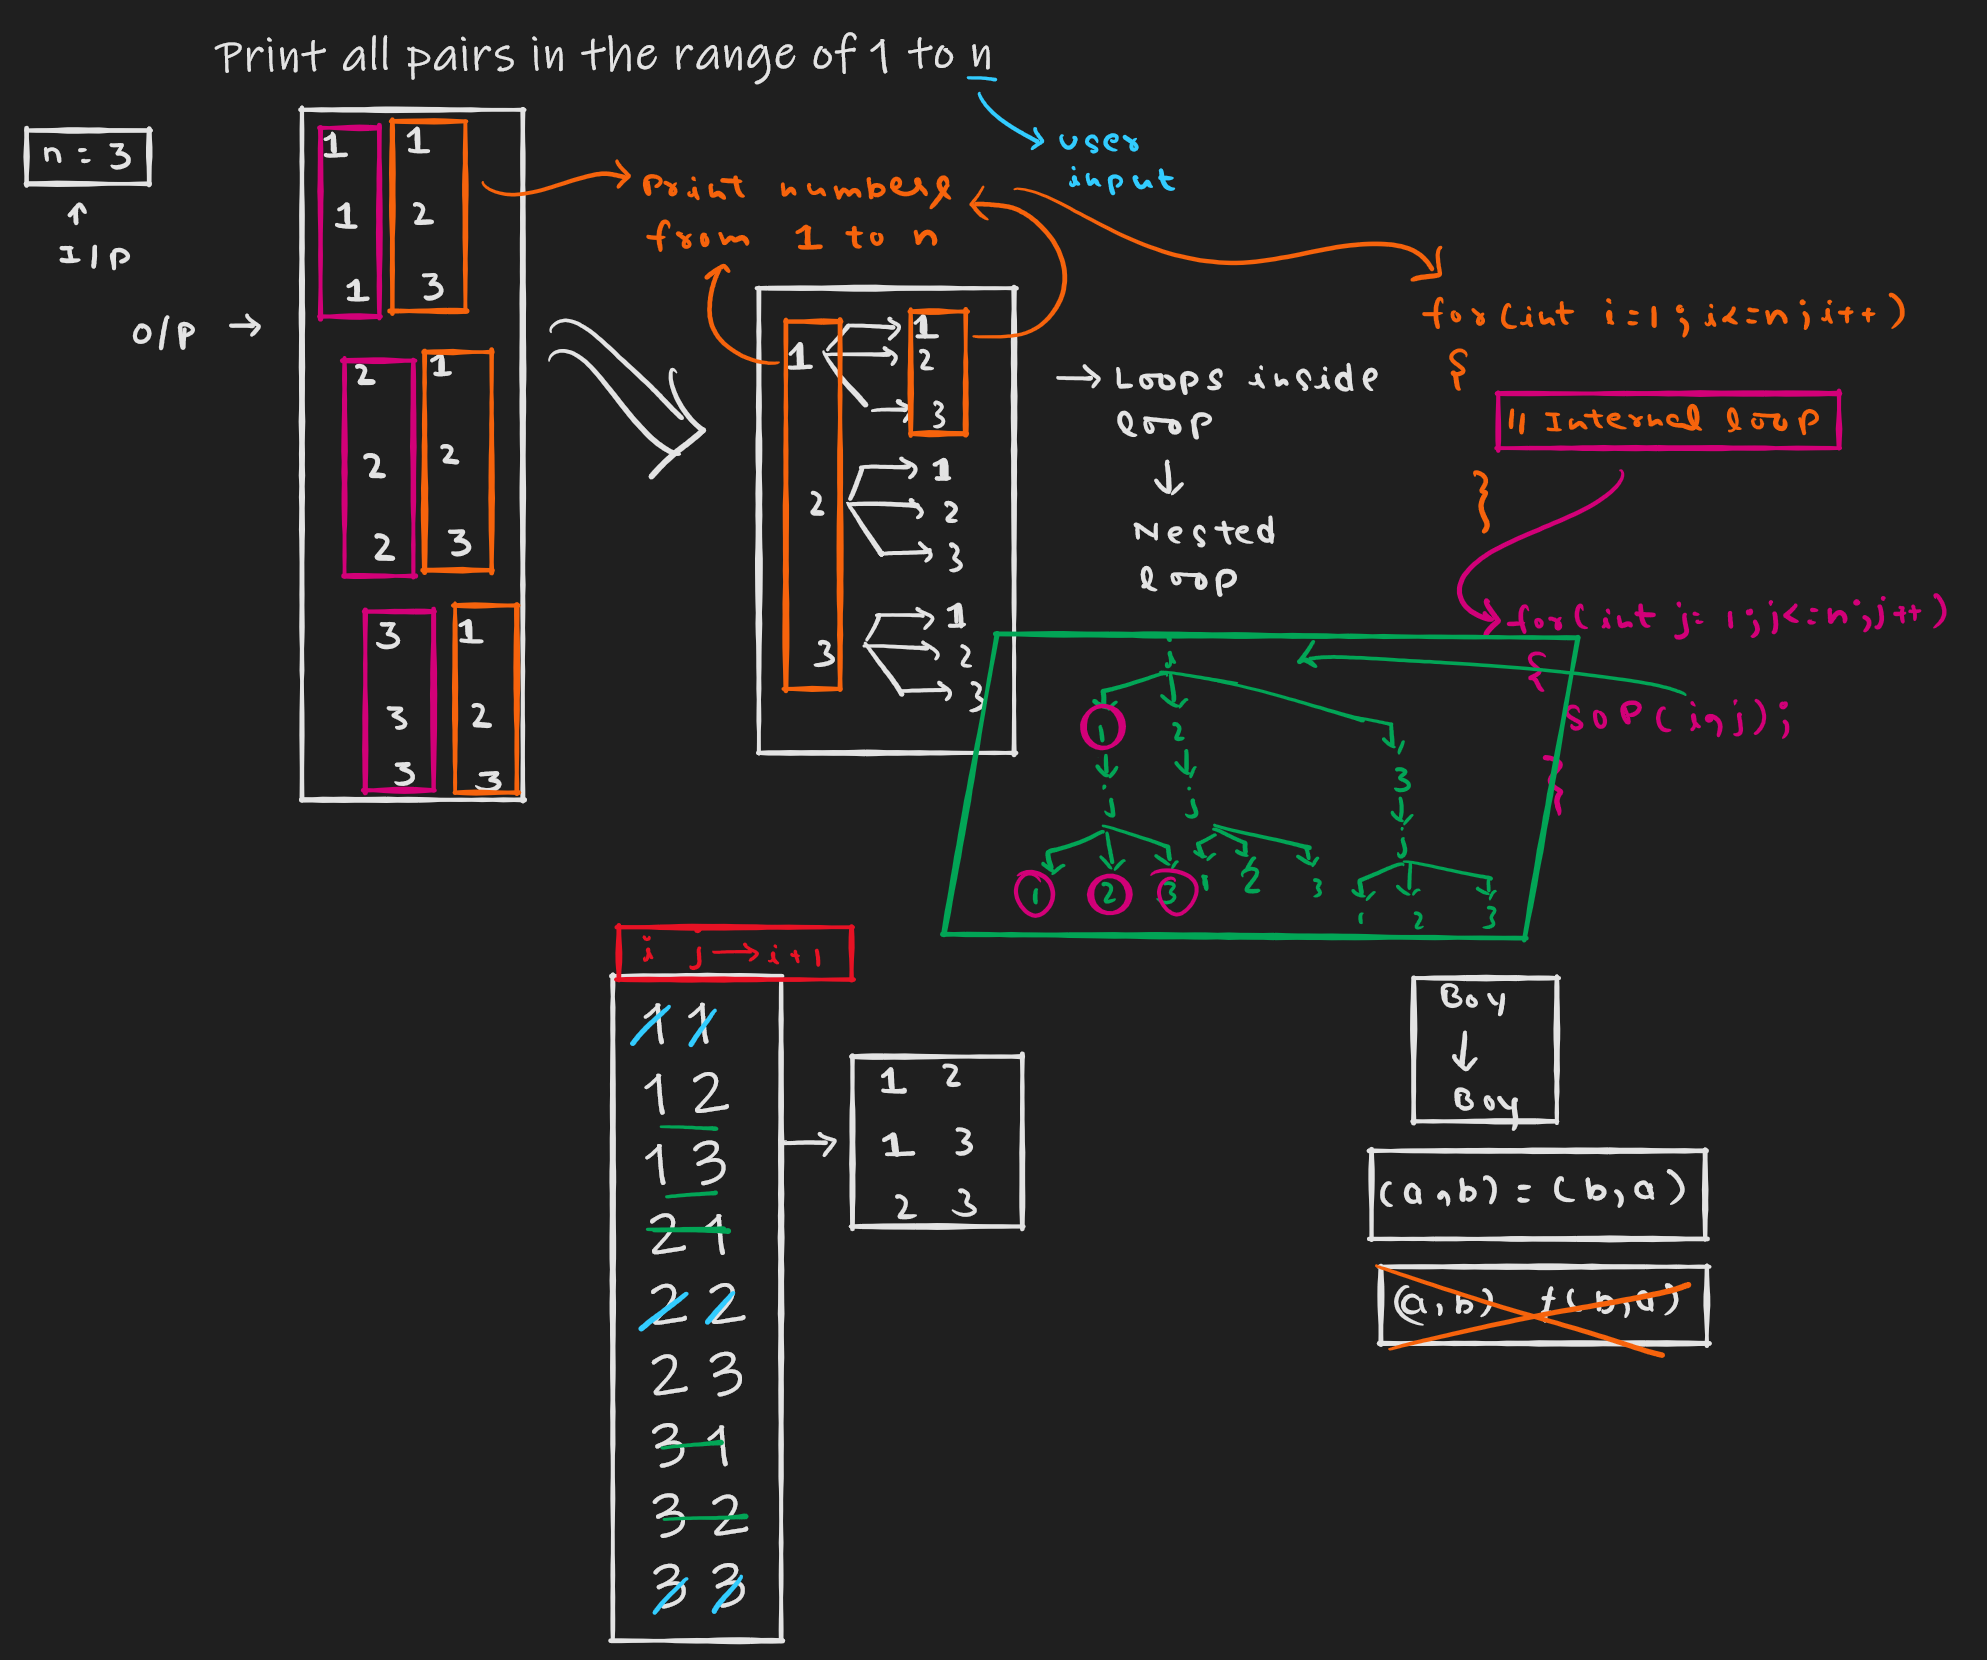 Print all pairs in the range of 1 to n
n = 3
I/P
O/P →
1 1
1 2
1 3
2 1
2 2
2 3
3 1
3 2
3 3
user
input
print numbers
from 1 to n
1
1
2
3
2
1
2
3
3
1
2
3
→ Loops inside
loop
Nested
loop
for(int i=1; i<=n; i++)
{
// Internal loop
}
for(int j=1; j<=n; j++)
{
SOP(i,j);
}
i
1 2 3
j j j
1 2 3 1 2 3 1 2 3
i j → i+1
1 1
1 2
1 3
2 1
2 2
2 3
3 1
3 2
3 3
1 2
1 3
2 3
Boy
Boy
(a,b) = (b,a)
(a,b) ≠ (b,a)